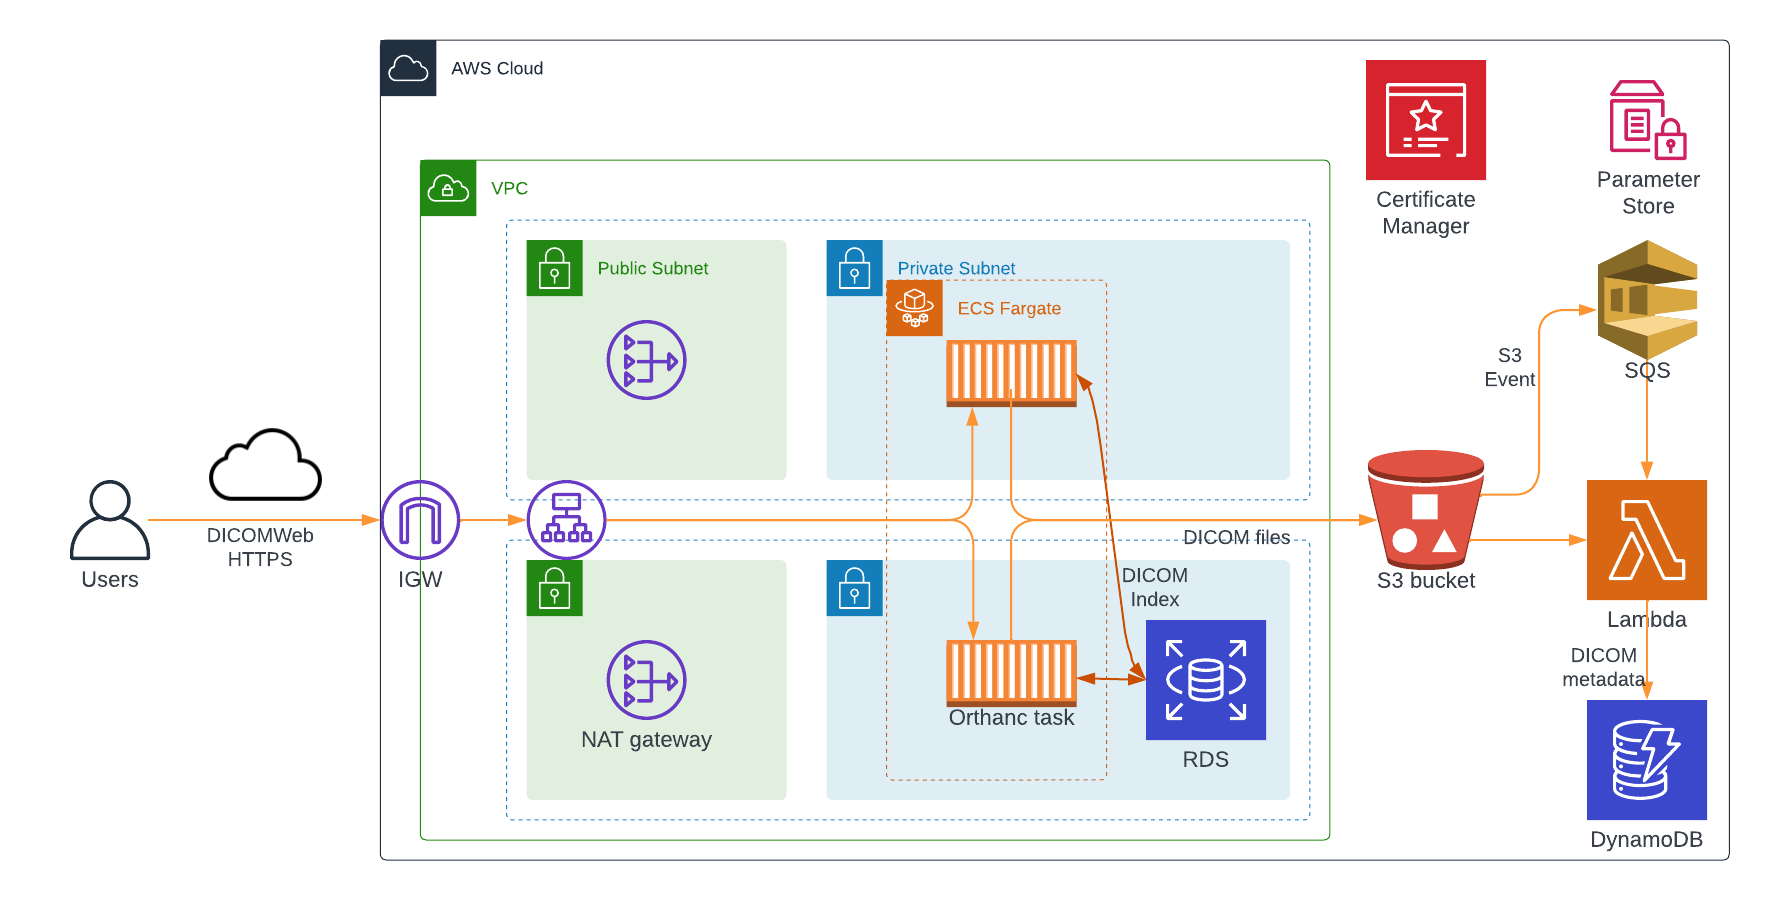 AWS Cloud
VPC
Public Subnet
Private Subnet
ECS Fargate
Certificate
Manager
Parameter
Store
S3
Event
SQS
DICOMWeb
HTTPS
Users
IGW
DICOM files
DICOM
Index
S3 bucket
Lambda
DICOM
metadata
NAT gateway
Orthanc task
RDS
DynamoDB